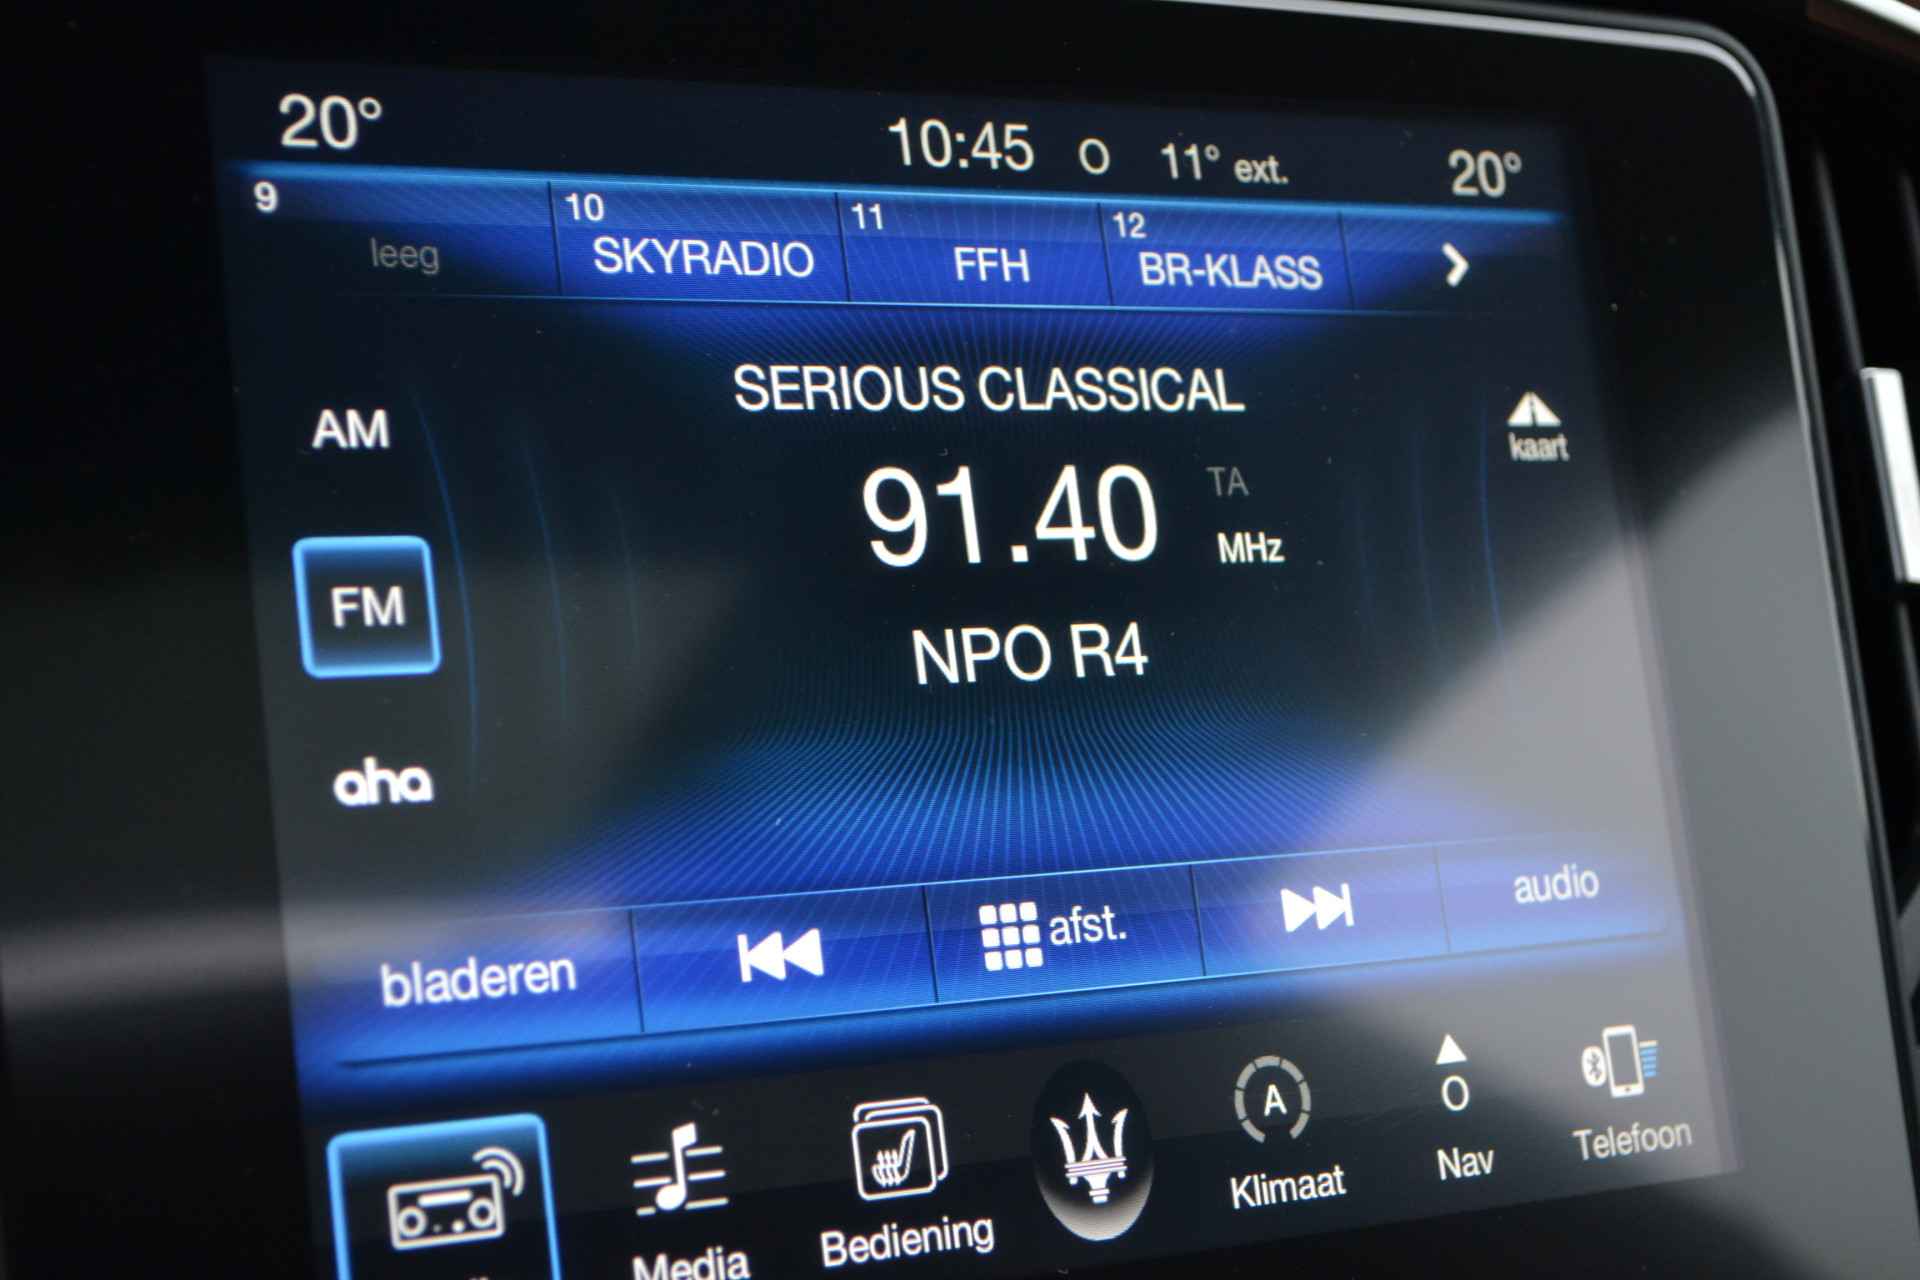 20° 10:45 O 11° ext. 20°
9 10 11 12
leeg SKYRADIO FFH BR-KLASS
SERIOUS CLASSICAL
AM
kaart
91.40 TA
MHz
FM
NPO R4
aha
bladeren afst. audio
A O
Media Bediening Klimaat Nav Telefoon